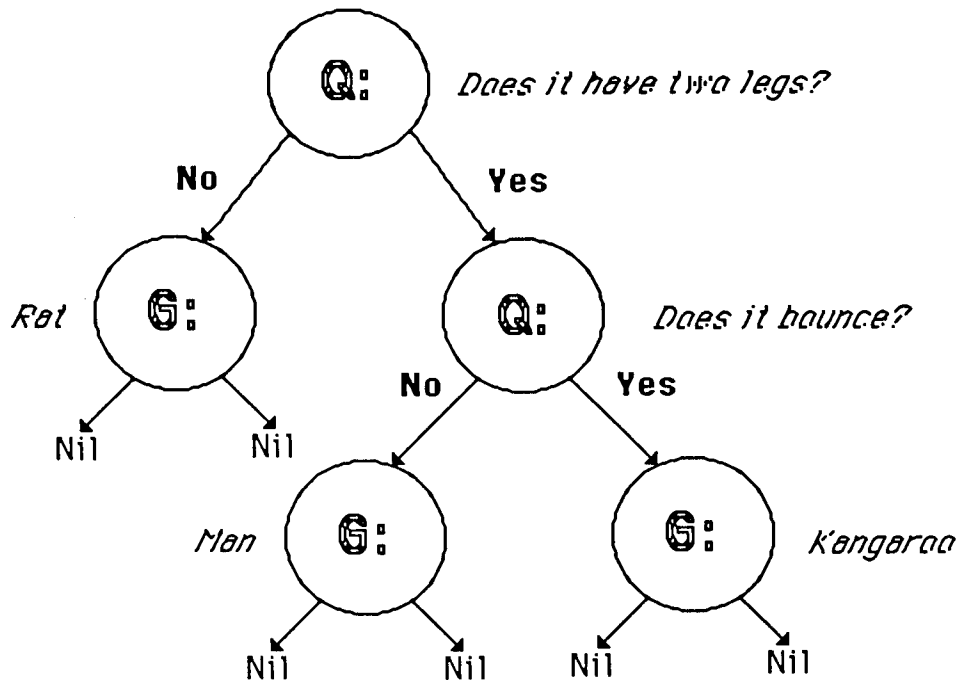 Q: Does it have two legs?
No Yes
Rat G: Q: Does it bounce?
No Yes
Nil Nil
Man G: G: Kangaroo
Nil Nil Nil Nil